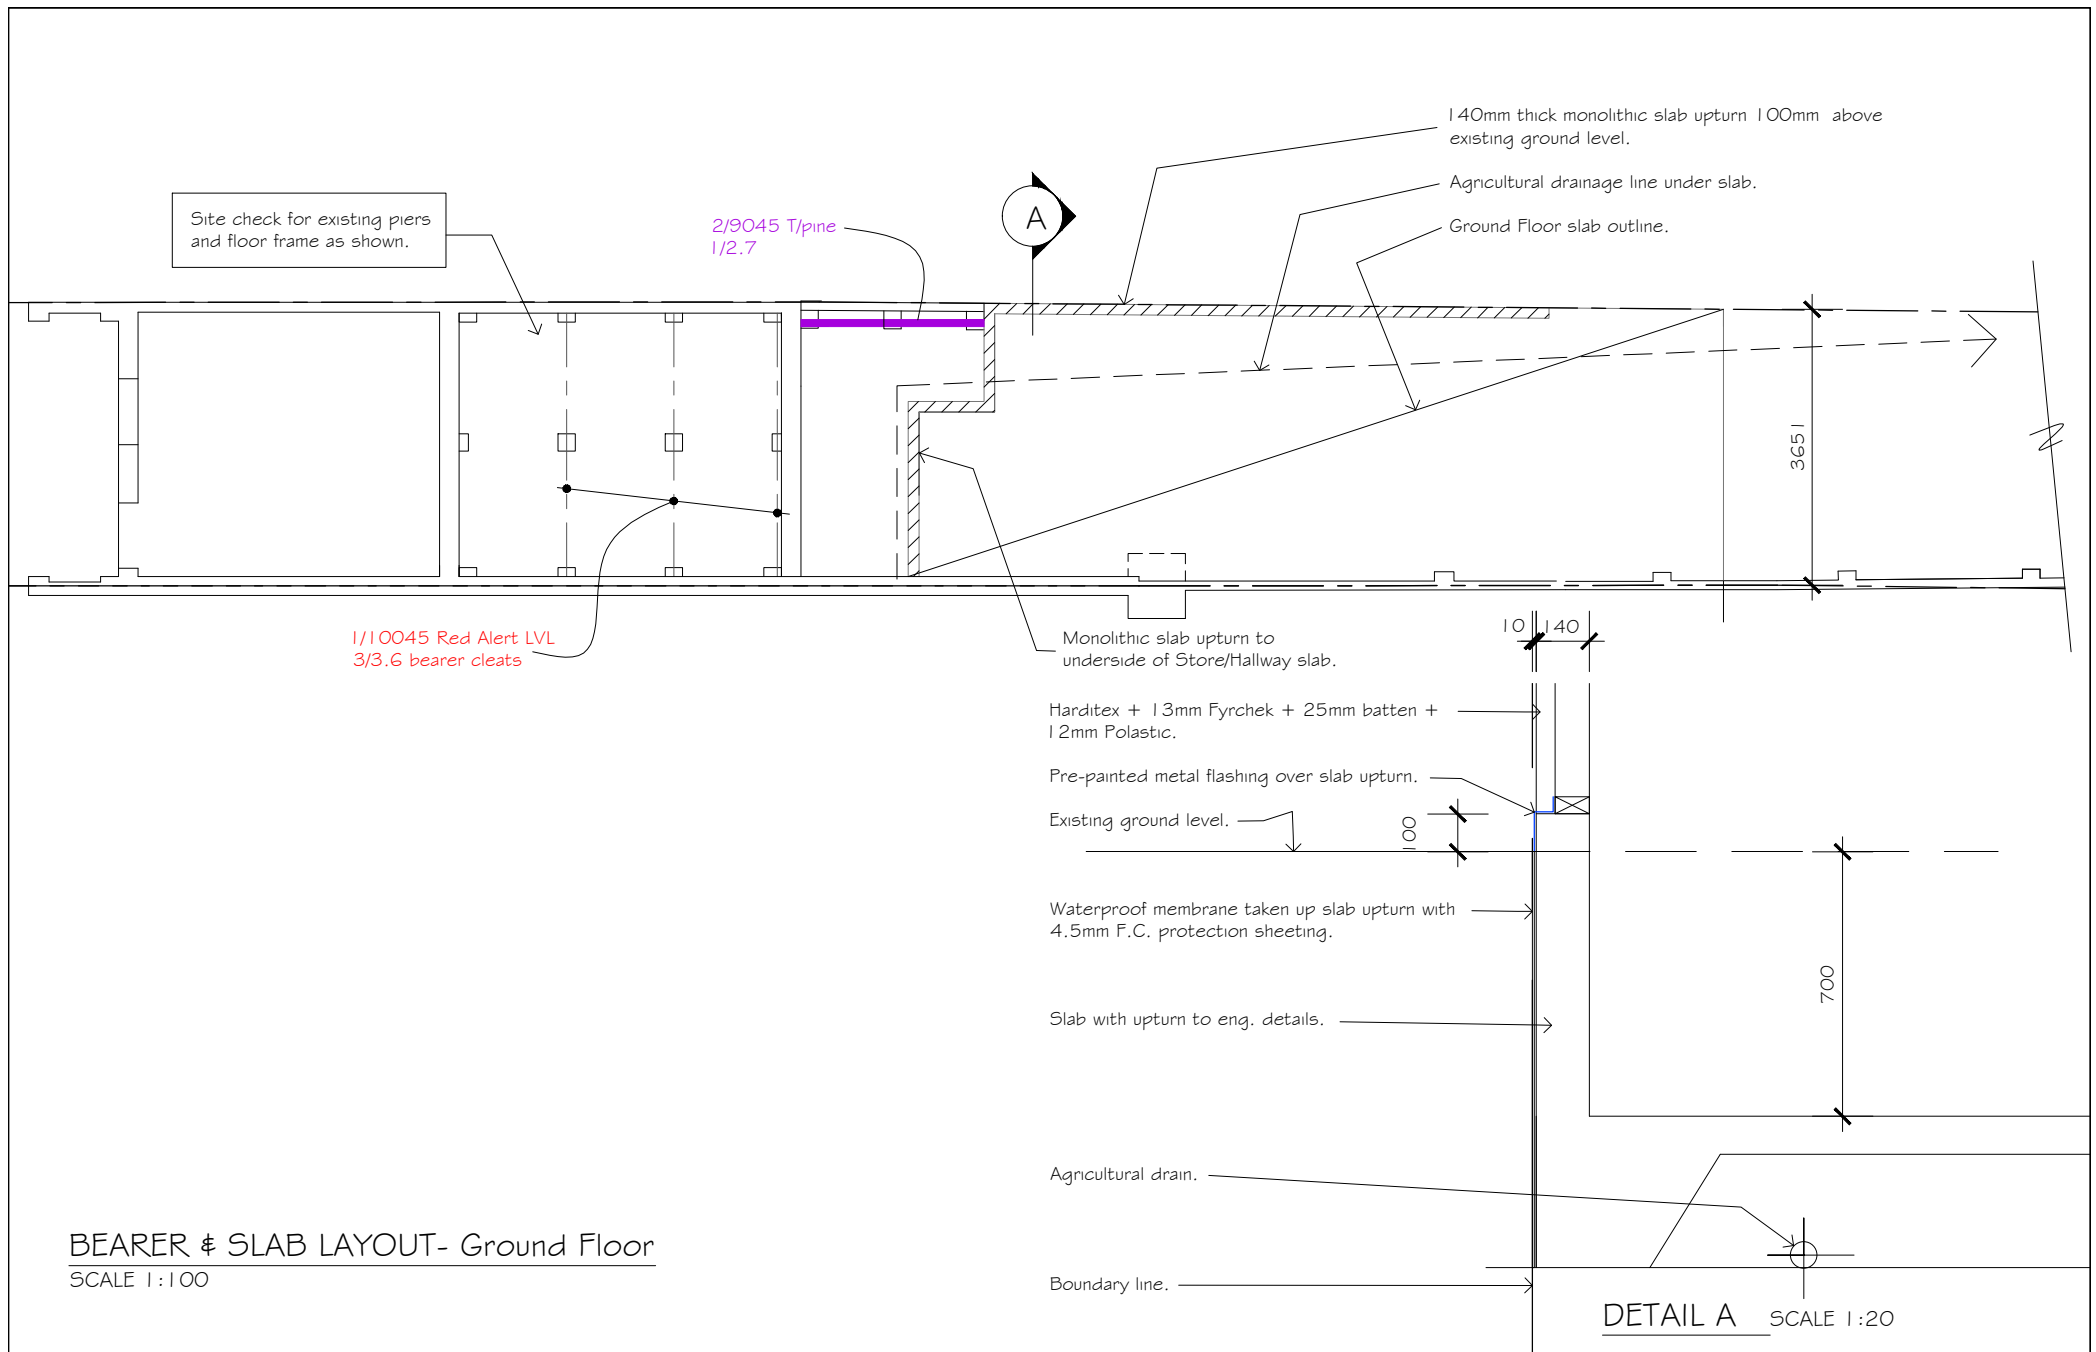 140mm thick monolithic slab upturn 100mm above
existing ground level.
Agricultural drainage line under slab.
Ground Floor slab outline.
Site check for existing piers
and floor frame as shown.
2/9045 T/pine
1/2.7
A
3651
1/10045 Red Alert LVL
3/3.6 bearer cleats
Monolithic slab upturn to
underside of Store/Hallway slab.
10 140
Harditex + 13mm Fyrchek + 25mm batten +
12mm Polastic.
Pre-painted metal flashing over slab upturn.
Existing ground level.
100
Waterproof membrane taken up slab upturn with
4.5mm F.C. protection sheeting.
700
Slab with upturn to eng. details.
Agricultural drain.
Boundary line.
BEARER & SLAB LAYOUT- Ground Floor
SCALE 1:100
DETAIL A SCALE 1:20